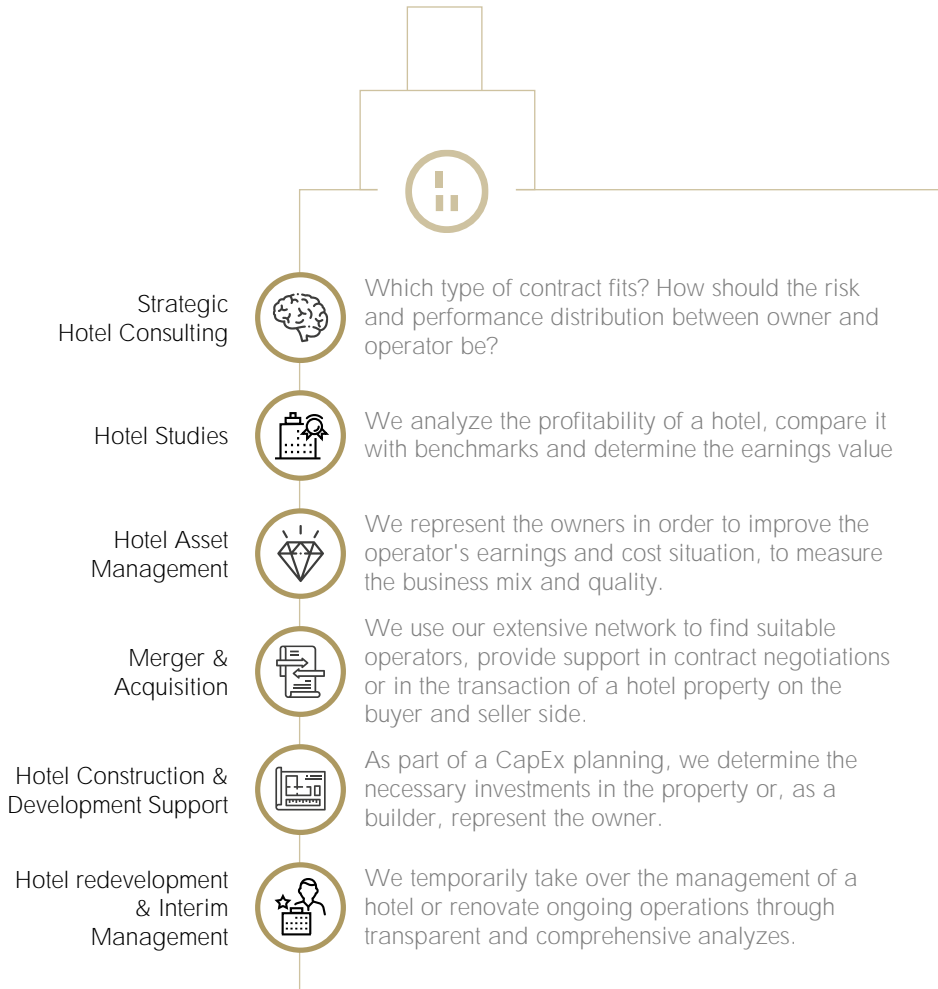 Strategic
Hotel Consulting
Which type of contract fits? How should the risk
and performance distribution between owner and
operator be?
Hotel Studies
We analyze the profitability of a hotel, compare it
with benchmarks and determine the earnings value
Hotel Asset
Management
We represent the owners in order to improve the
operator's earnings and cost situation, to measure
the business mix and quality.
Merger &
Acquisition
We use our extensive network to find suitable
operators, provide support in contract negotiations
or in the transaction of a hotel property on the
buyer and seller side.
Hotel Construction &
Development Support
As part of a CapEx planning, we determine the
necessary investments in the property or, as a
builder, represent the owner.
Hotel redevelopment
& Interim
Management
We temporarily take over the management of a
hotel or renovate ongoing operations through
transparent and comprehensive analyzes.